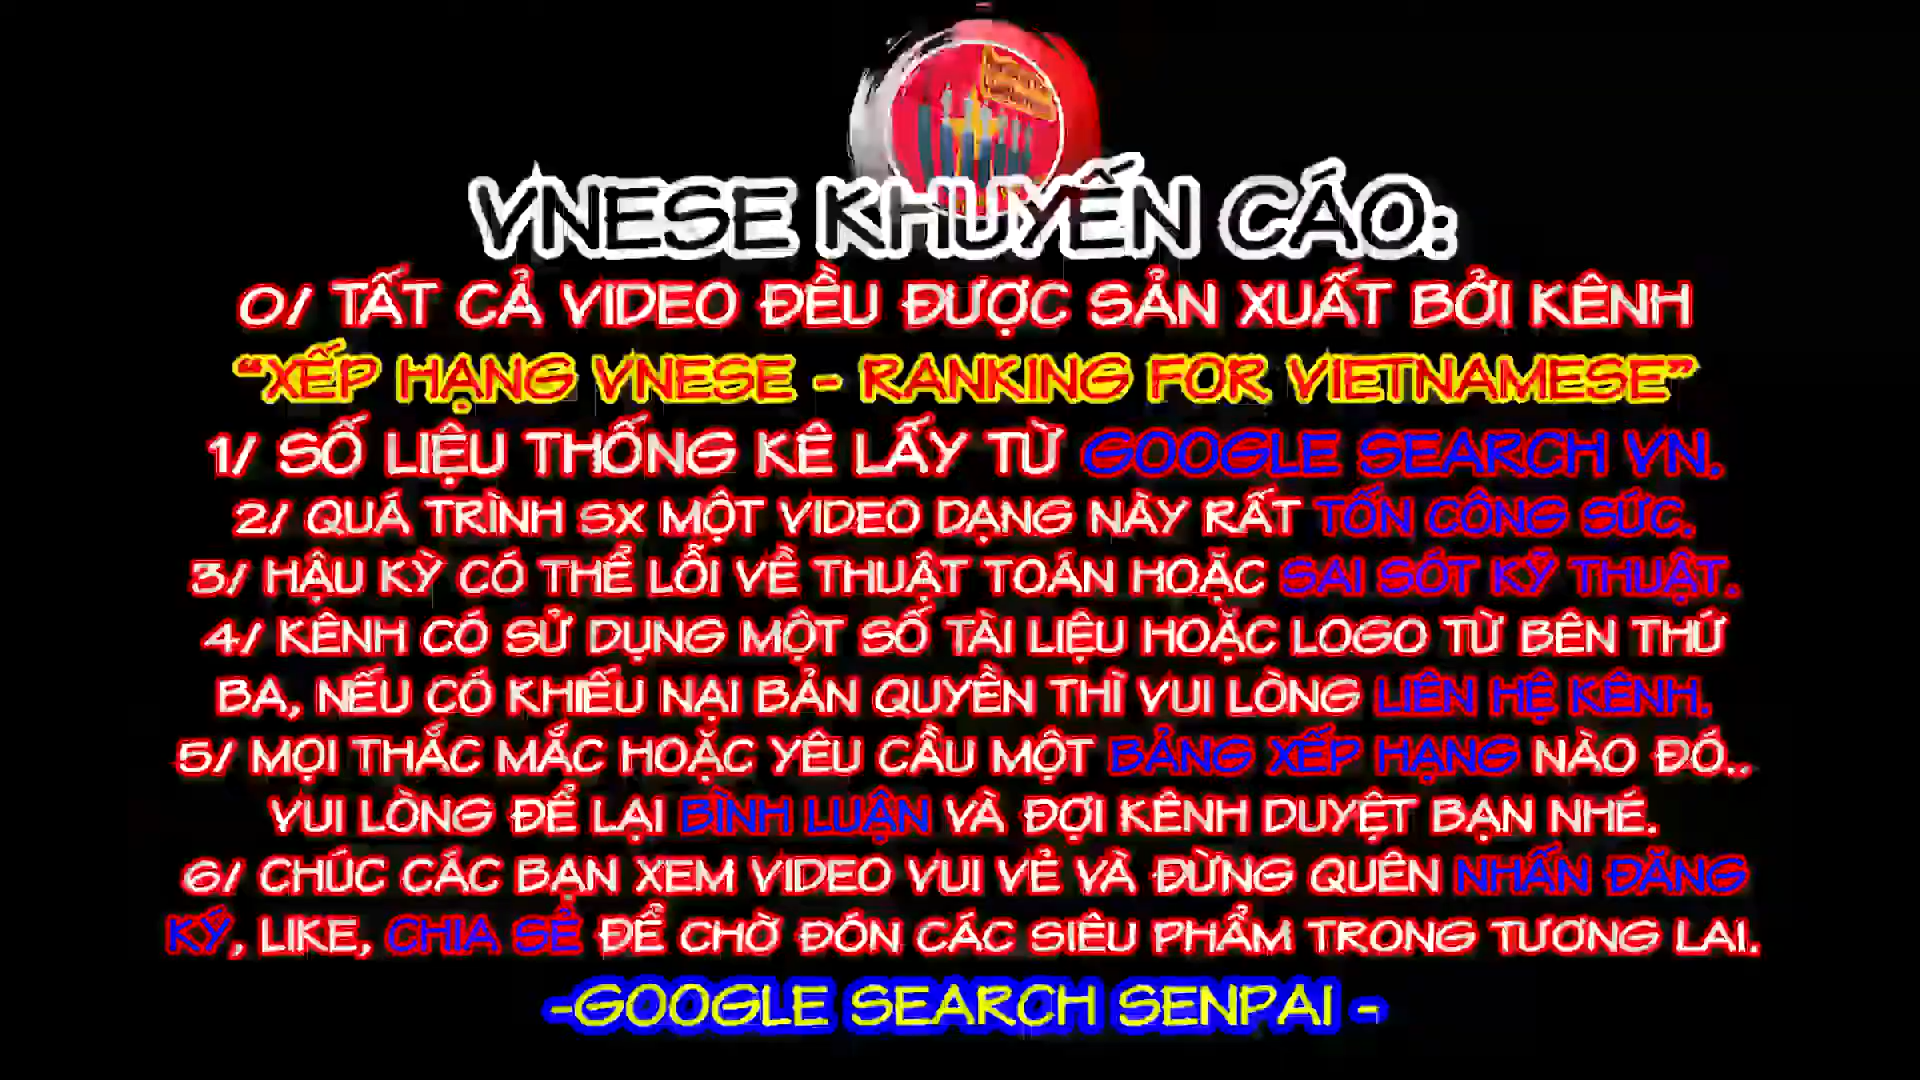 VNESE KHUYẾN CÁO:
0/ TẤT CẢ VIDEO ĐỀU ĐƯỢC SẢN XUẤT BỞI KÊNH
"XẾP HẠNG VNESE - RANKING FOR VIETNAMESE"
1/ SỐ LIỆU THỐNG KÊ LẤY TỪ GOOGLE SEARCH VN.
2/ QUÁ TRÌNH SX MỘT VIDEO DẠNG NÀY RẤT TỐN CÔNG SỨC.
3/ HẬU KỲ CÓ THỂ LỖI VỀ THUẬT TOÁN HOẶC SAI SÓT KỸ THUẬT.
4/ KÊNH CÓ SỬ DỤNG MỘT SỐ TÀI LIỆU HOẶC LOGO TỪ BÊN THỨ
BA, NẾU CÓ KHIẾU NẠI BẢN QUYỀN THÌ VUI LÒNG LIÊN HỆ KÊNH.
5/ MỌI THẮC MẮC HOẶC YÊU CẦU MỘT BẢNG XẾP HẠNG NÀO ĐÓ..
VUI LÒNG ĐỂ LẠI BÌNH LUẬN VÀ ĐỢI KÊNH DUYỆT BẠN NHÉ.
6/ CHÚC CÁC BẠN XEM VIDEO VUI VẺ VÀ ĐỪNG QUÊN NHẤN ĐĂNG
KÝ, LIKE, CHIA SẺ ĐỂ CHỜ ĐÓN CÁC SIÊU PHẨM TRONG TƯƠNG LAI.
-GOOGLE SEARCH SENPAI -